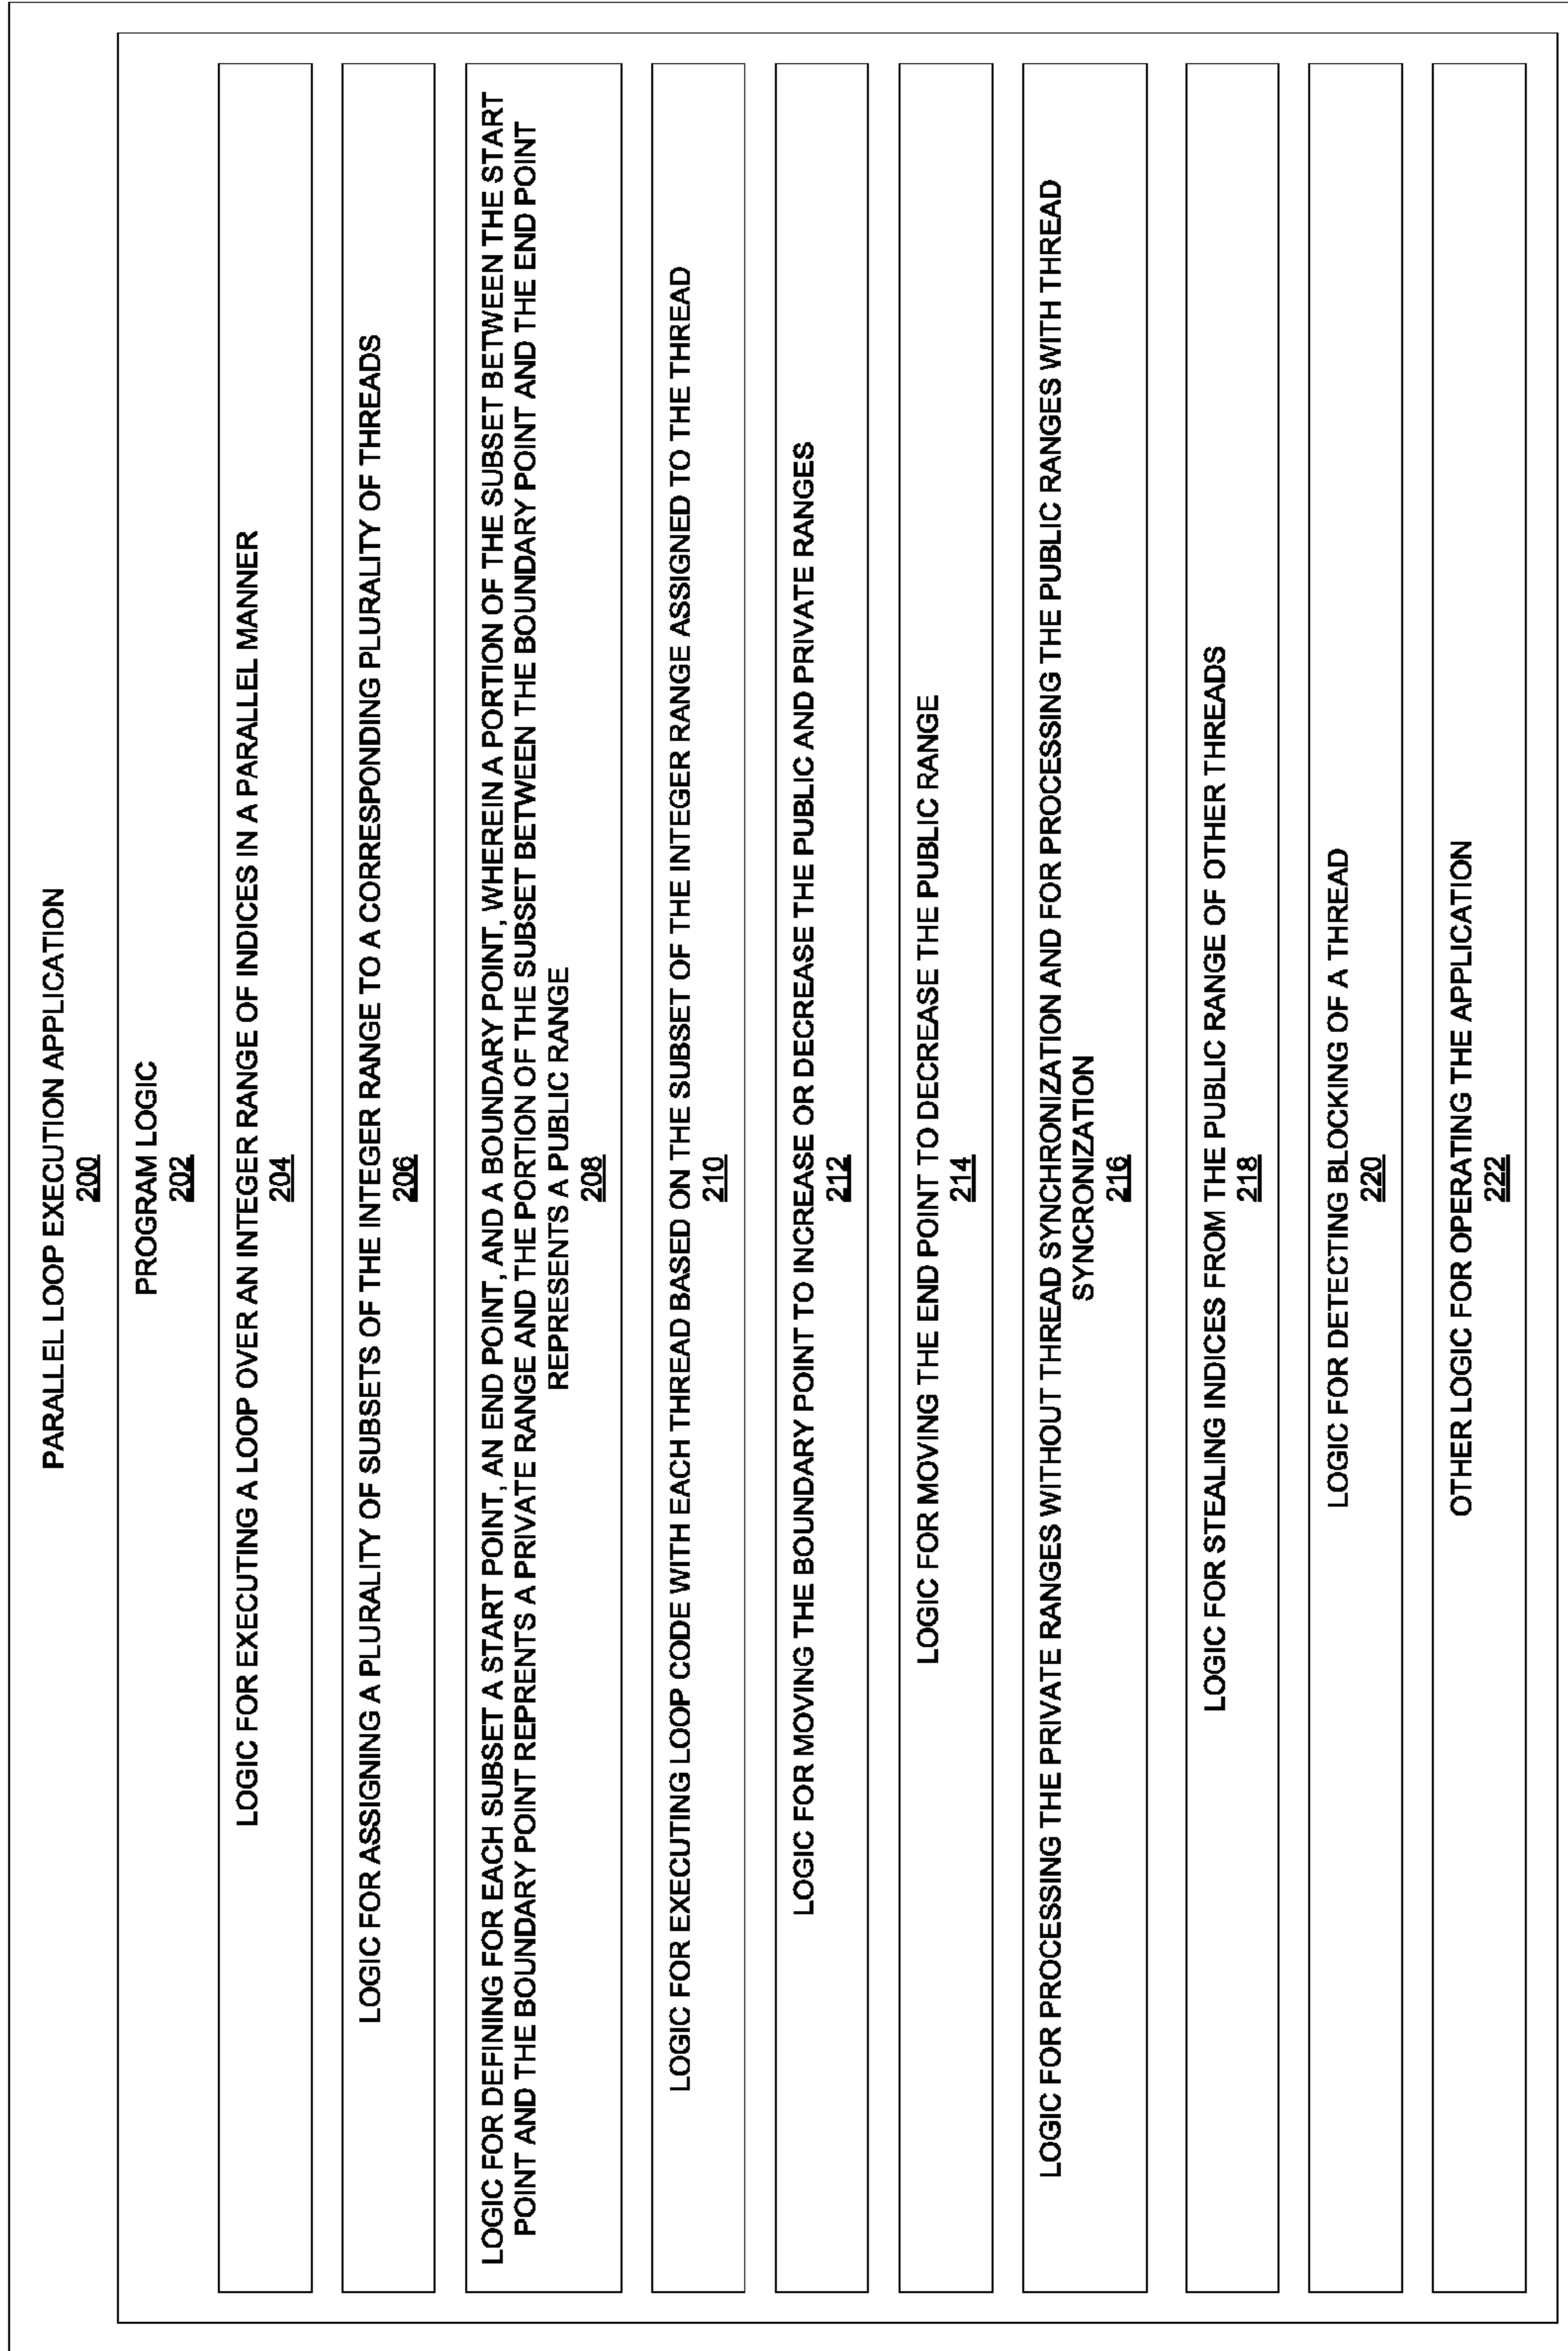 PARALLEL LOOP EXECUTION APPLICATION
200
PROGRAM LOGIC
202
LOGIC FOR EXECUTING A LOOP OVER AN INTEGER RANGE OF INDICES IN A PARALLEL MANNER
204
LOGIC FOR ASSIGNING A PLURALITY OF SUBSETS OF THE INTEGER RANGE TO A CORRESPONDING PLURALITY OF THREADS
206
LOGIC FOR DEFINING FOR EACH SUBSET A START POINT, AN END POINT, AND A BOUNDARY POINT, WHEREIN A PORTION OF THE SUBSET BETWEEN THE START
POINT AND THE BOUNDARY POINT REPRENTS A PRIVATE RANGE AND THE PORTION OF THE SUBSET BETWEEN THE BOUNDARY POINT AND THE END POINT
REPRESENTS A PUBLIC RANGE
208
LOGIC FOR EXECUTING LOOP CODE WITH EACH THREAD BASED ON THE SUBSET OF THE INTEGER RANGE ASSIGNED TO THE THREAD
210
LOGIC FOR MOVING THE BOUNDARY POINT TO INCREASE OR DECREASE THE PUBLIC AND PRIVATE RANGES
212
LOGIC FOR MOVING THE END POINT TO DECREASE THE PUBLIC RANGE
214
LOGIC FOR PROCESSING THE PRIVATE RANGES WITHOUT THREAD SYNCHRONIZATION AND FOR PROCESSING THE PUBLIC RANGES WITH THREAD
SYNCRONIZATION
216
LOGIC FOR STEALING INDICES FROM THE PUBLIC RANGE OF OTHER THREADS
218
LOGIC FOR DETECTING BLOCKING OF A THREAD
220
OTHER LOGIC FOR OPERATING THE APPLICATION
222